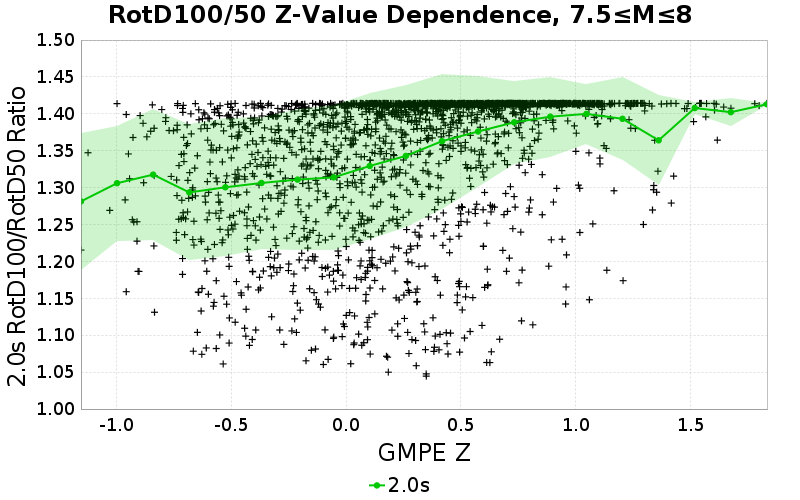 RotD100/50 Z-Value Dependence, 7.5≤M≤8
2.0s RotD100/RotD50 Ratio
1.50
1.45
1.40
1.35
1.30
1.25
1.20
1.15
1.10
1.05
1.00
-1.0 -0.5 0.0 0.5 1.0 1.5
GMPE Z
2.0s